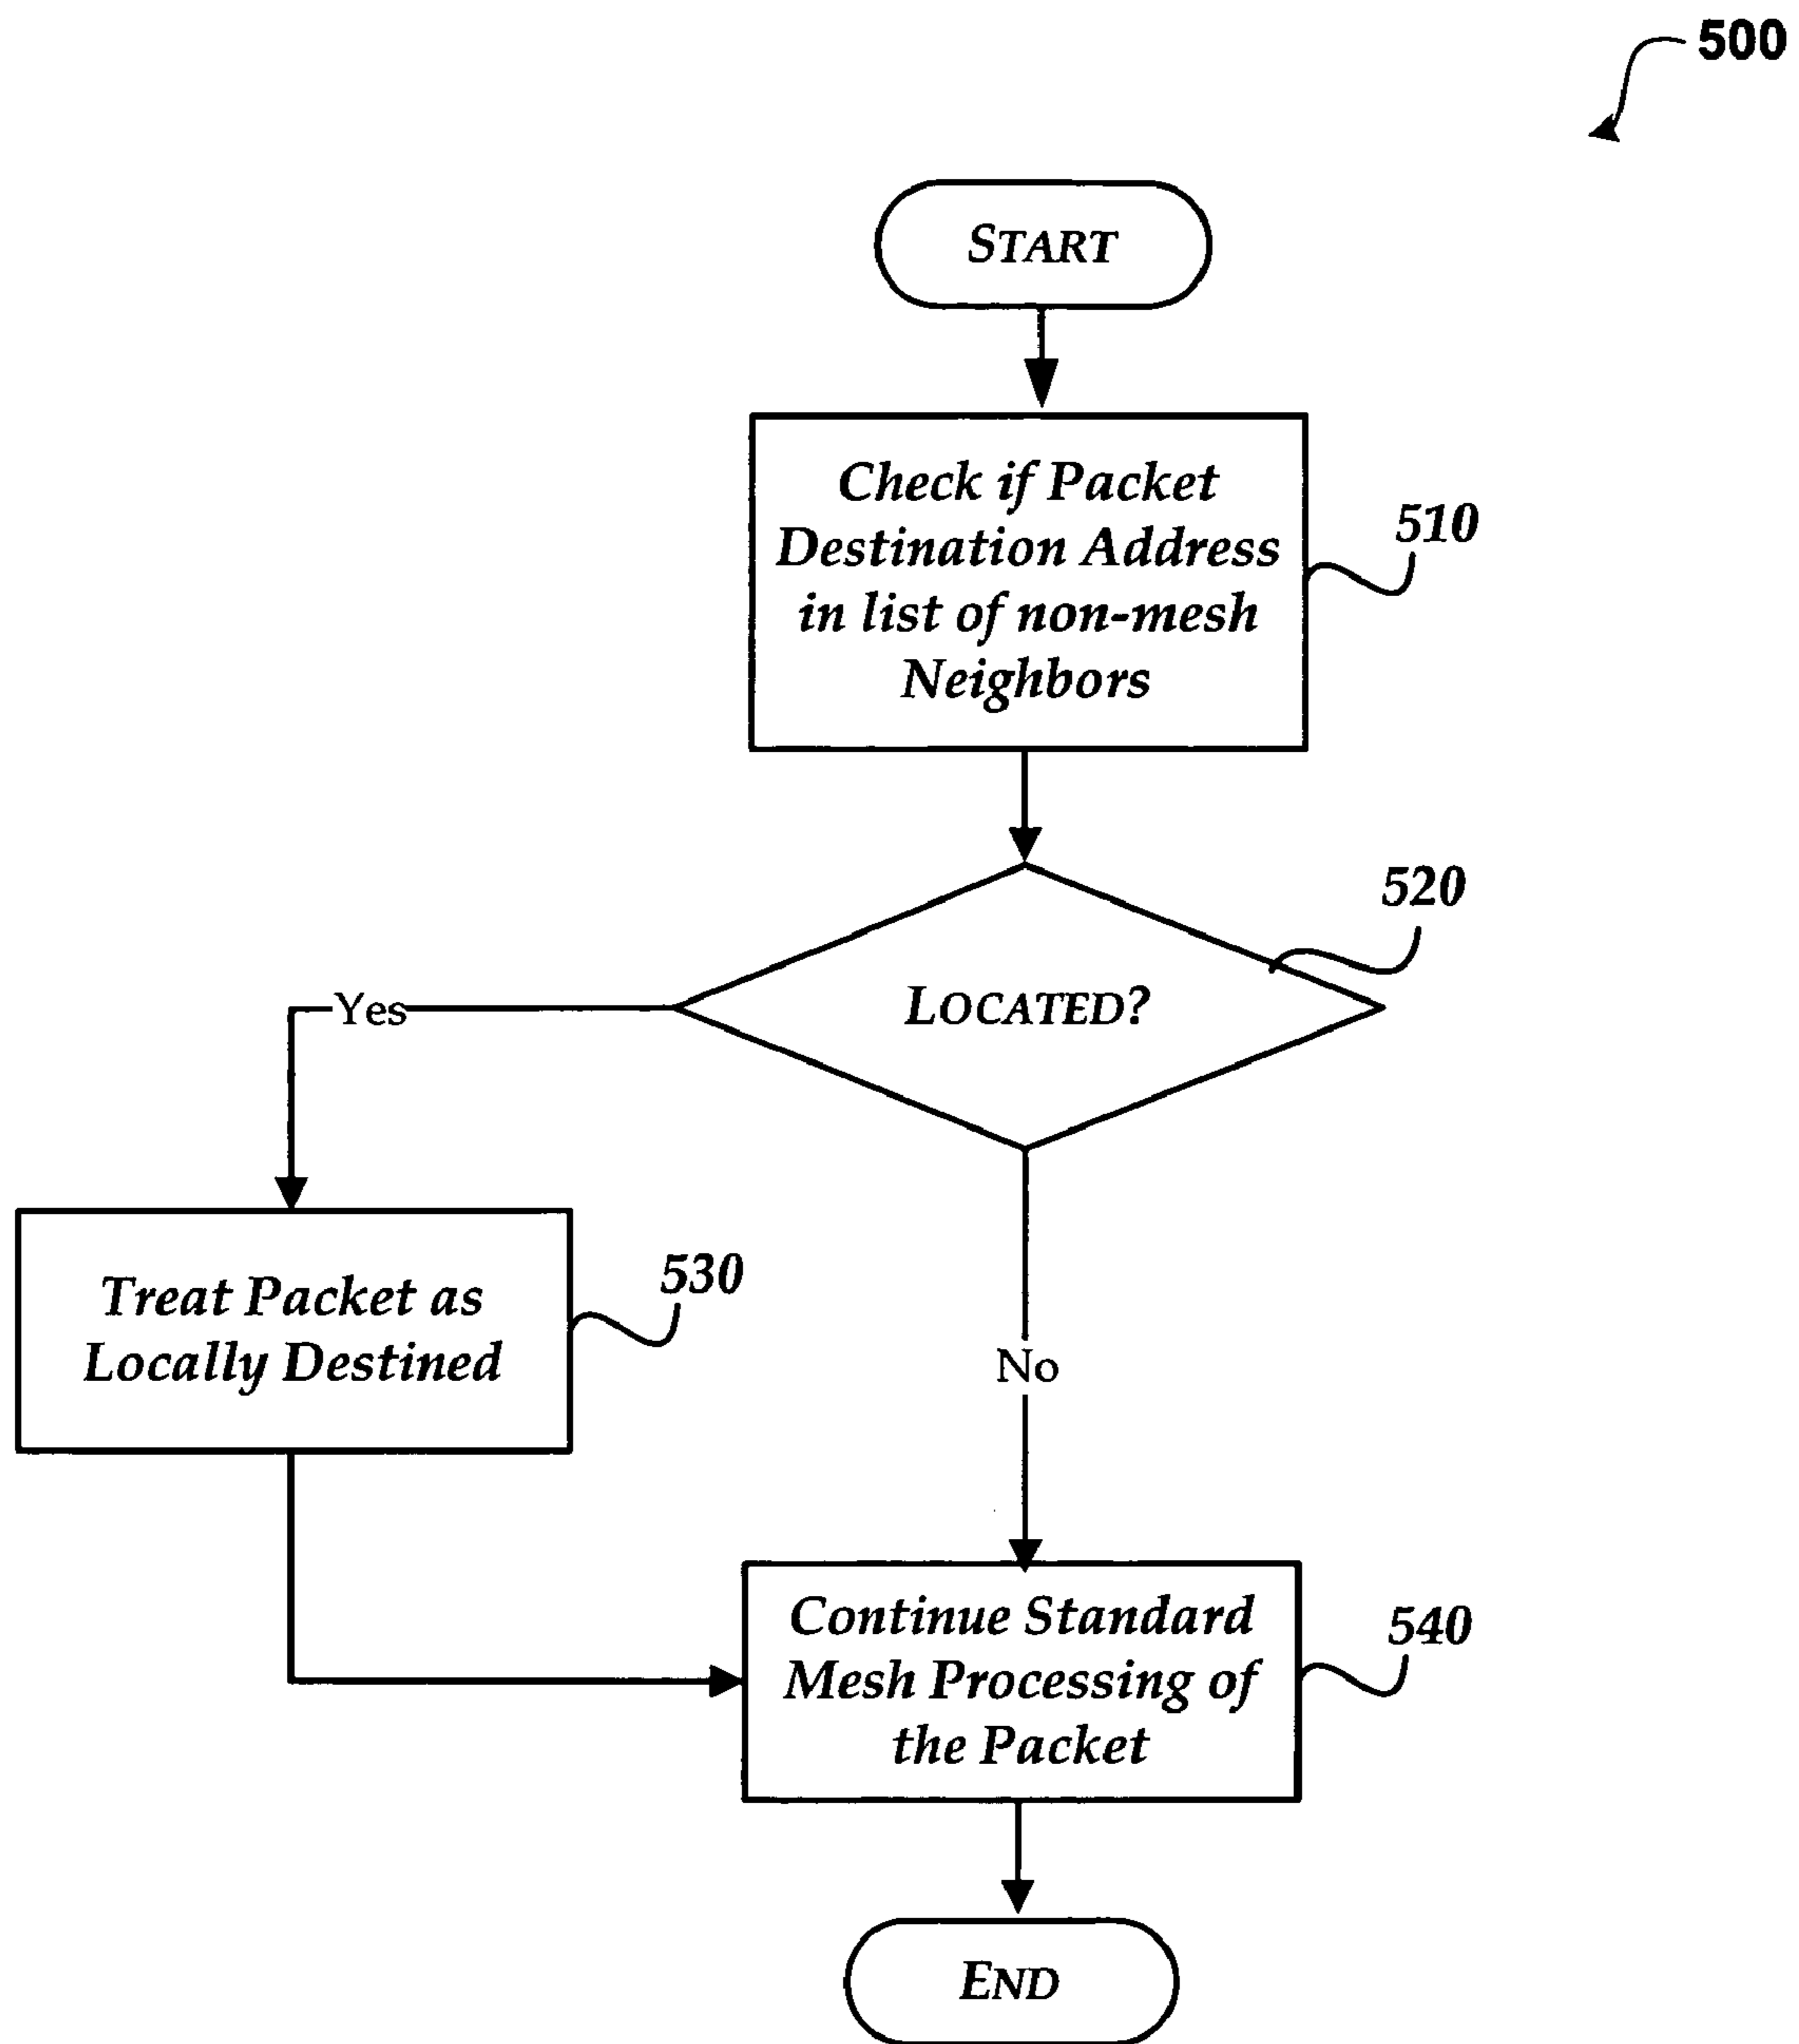 500
START
Check if Packet
Destination Address
in list of non-mesh
Neighbors
510
520
LOCATED?
Yes
530
Treat Packet as
Locally Destined
No
Continue Standard
Mesh Processing of
the Packet
540
END